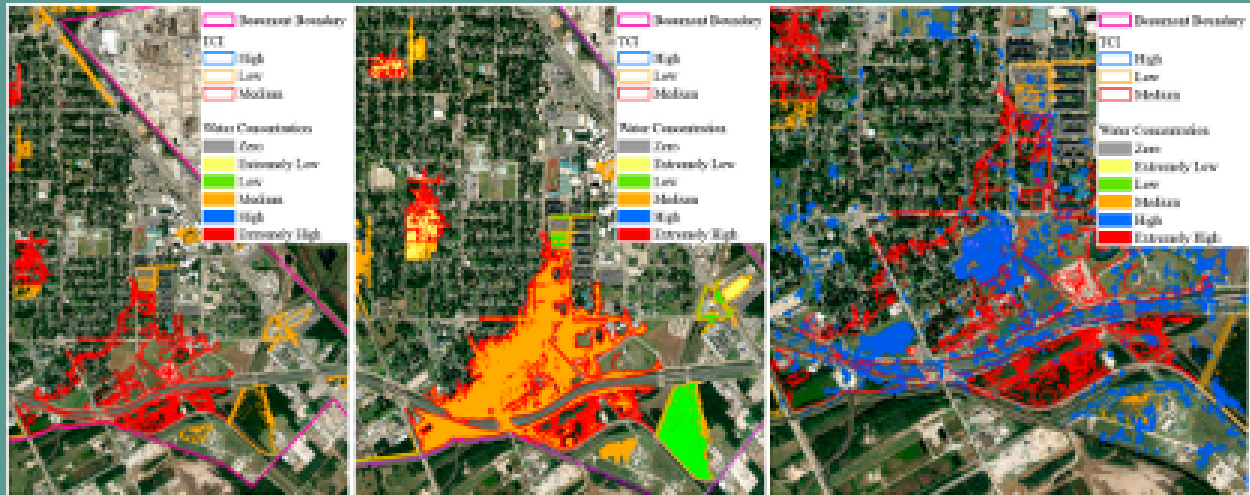 Beaumont Boundary
TCI
High
Low
Medium
Water Concentration
Zero
Extremely Low
Low
Medium
High
Extremely High
Beaumont Boundary
TCI
High
Low
Medium
Water Concentration
Zero
Extremely Low
Low
Medium
High
Extremely High
Beaumont Boundary
TCI
High
Low
Medium
Water Concentration
Zero
Extremely Low
Low
Medium
High
Extremely High